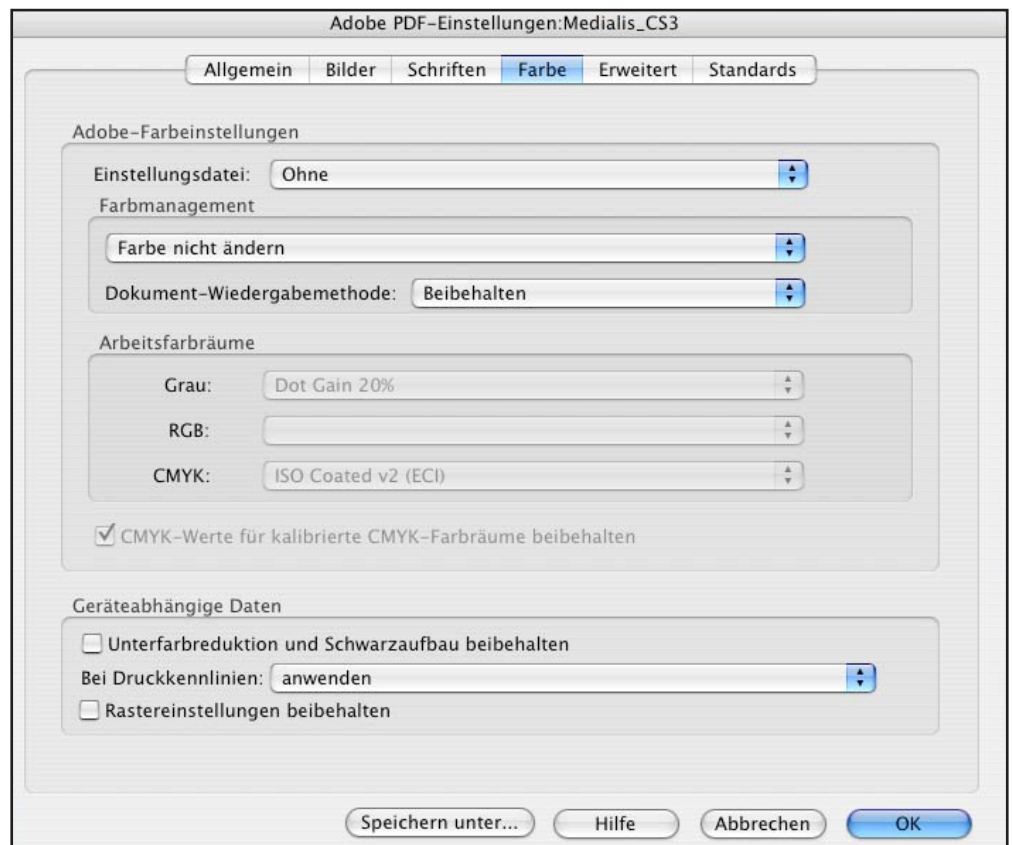 Adobe PDF-Einstellungen:Medialis_CS3
Allgemein Bilder Schriften Farbe Erweitert Standards
Adobe-Farbeinstellungen
Einstellungsdatei: Ohne
Farbmanagement
Farbe nicht ändern
Dokument-Wiedergabemethode: Beibehalten
Arbeitsfarbräume
Grau: Dot Gain 20%
RGB:
CMYK: ISO Coated v2 (ECI)
CMYK-Werte für kalibrierte CMYK-Farbräume beibehalten
Geräteabhängige Daten
Unterfarbreduktion und Schwarzaufbau beibehalten
Bei Druckkennlinien: anwenden
Rastereinstellungen beibehalten
Speichern unter... Hilfe Abbrechen OK